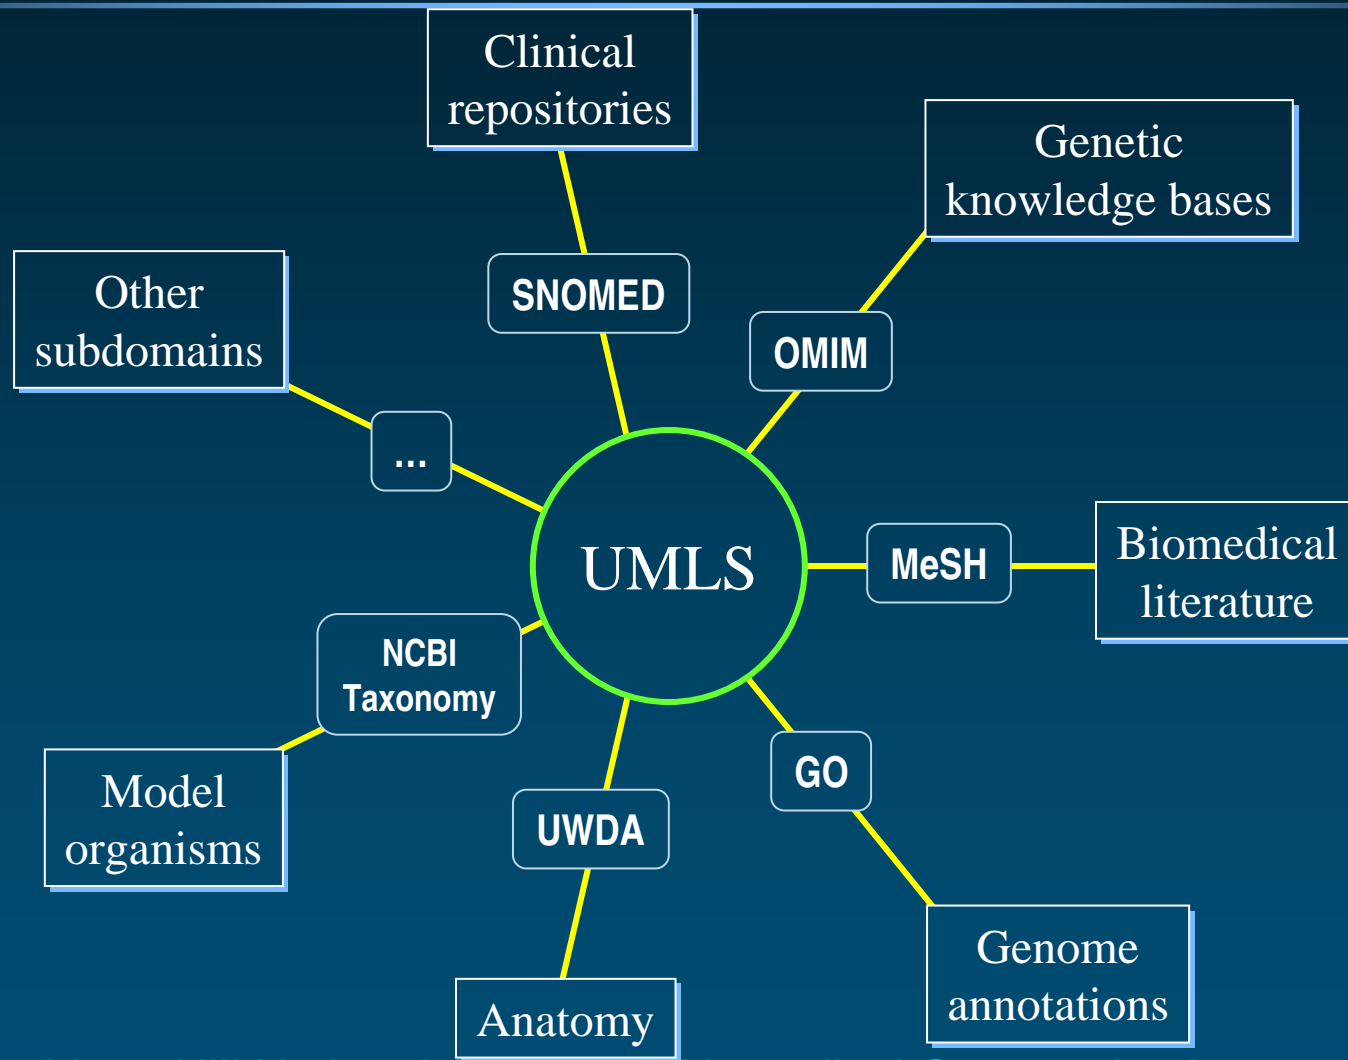 Clinical
repositories
Genetic
knowledge bases
Other
subdomains
SNOMED
OMIM
...
UMLS
MeSH
Biomedical
literature
NCBI
Taxonomy
Model
organisms
GO
UWDA
Genome
annotations
Anatomy